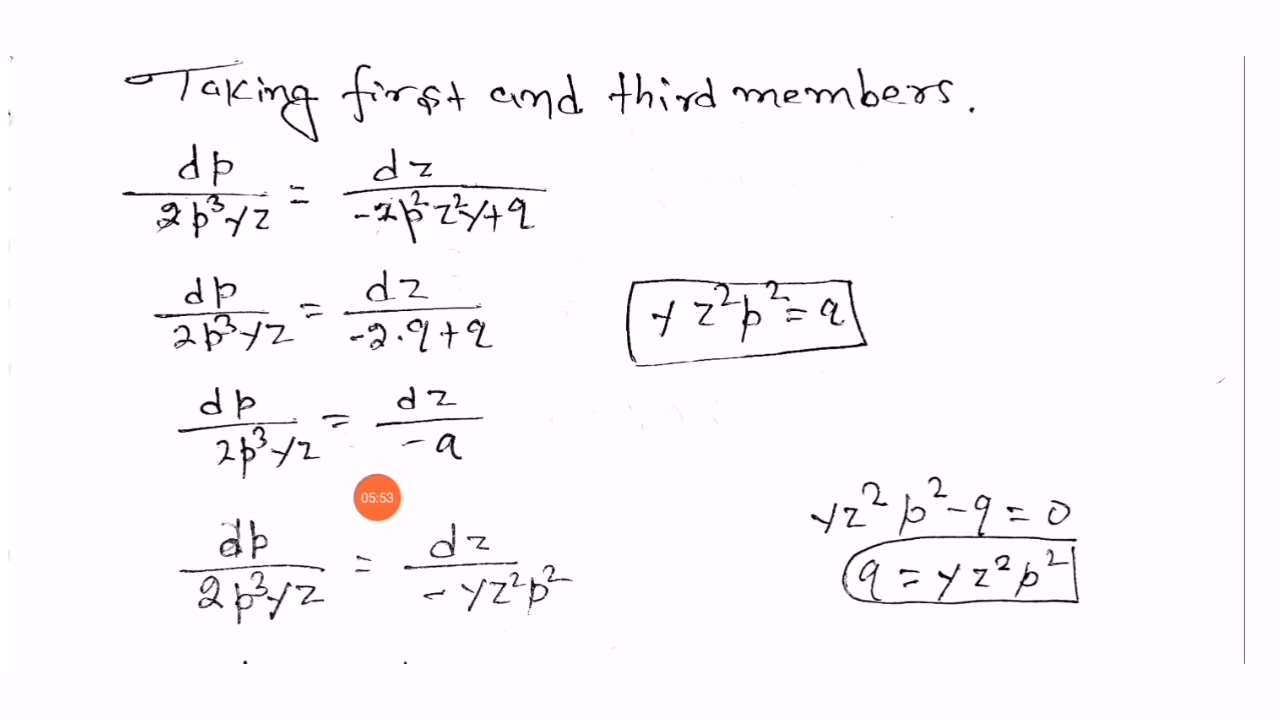 Taking first and third members.
dp/2p³yz = dz/-2p²z²y+q
dp/2p³yz = dz/-2.q+q
yz²p² = q
dp/2p³yz = dz/-q
05:53
yz²p²-q = 0
dp/2p³yz = dz/-yz²p²
q = yz²p²